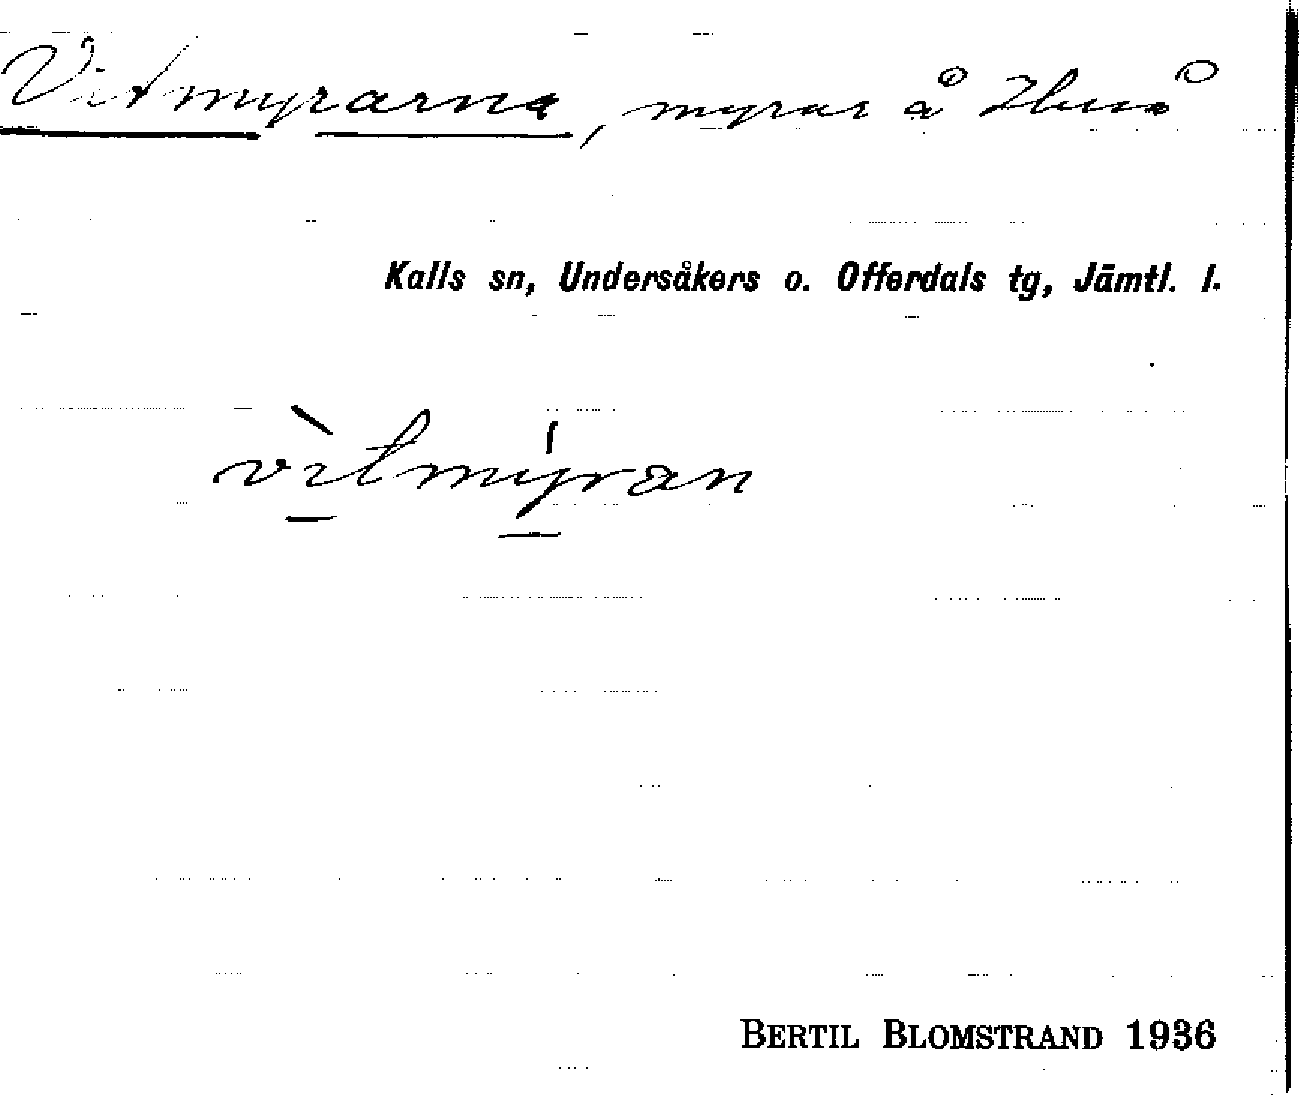 Vitmyrarna, myrar å Huså
Kalls sn, Undersåkers o. Offerdals tg, Jämtl. l.
vìtmýran
BERTIL BLOMSTRAND 1936